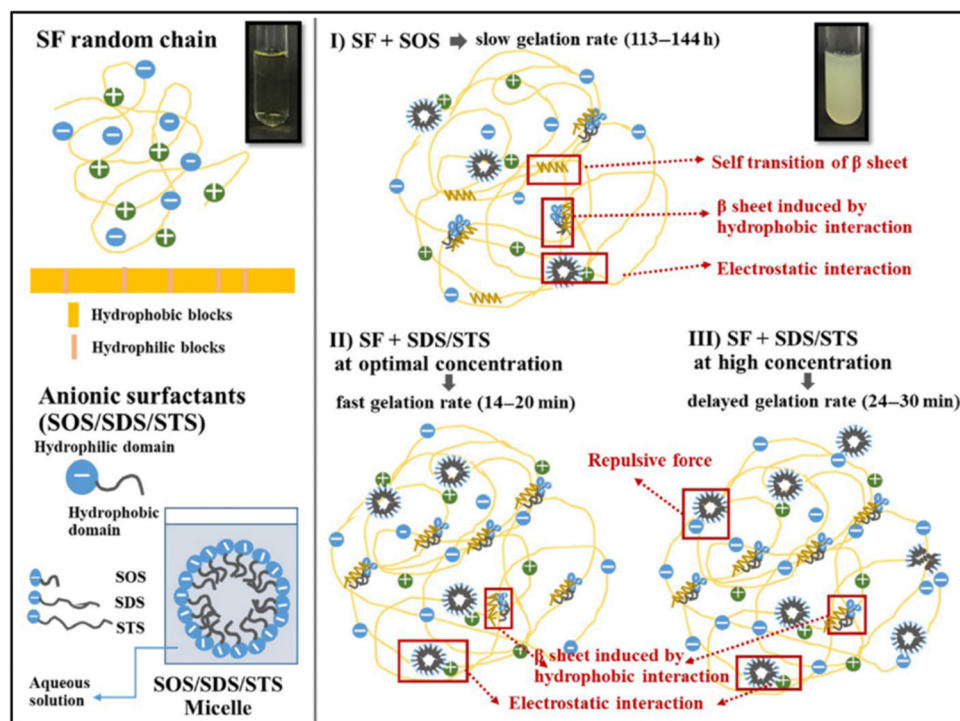 SF random chain
Hydrophobic blocks
Hydrophilic blocks
Anionic surfactants
(SOS/SDS/STS)
Hydrophilic domain
Hydrophobic
domain
SOS
SDS
STS
Aqueous
solution
SOS/SDS/STS
Micelle
I) SF + SOS slow gelation rate (113–144 h)
Self transition of β sheet
β sheet induced by
hydrophobic interaction
Electrostatic interaction
II) SF + SDS/STS
at optimal concentration
fast gelation rate (14–20 min)
III) SF + SDS/STS
at high concentration
delayed gelation rate (24–30 min)
Repulsive force
β sheet induced by
hydrophobic interaction
Electrostatic interaction